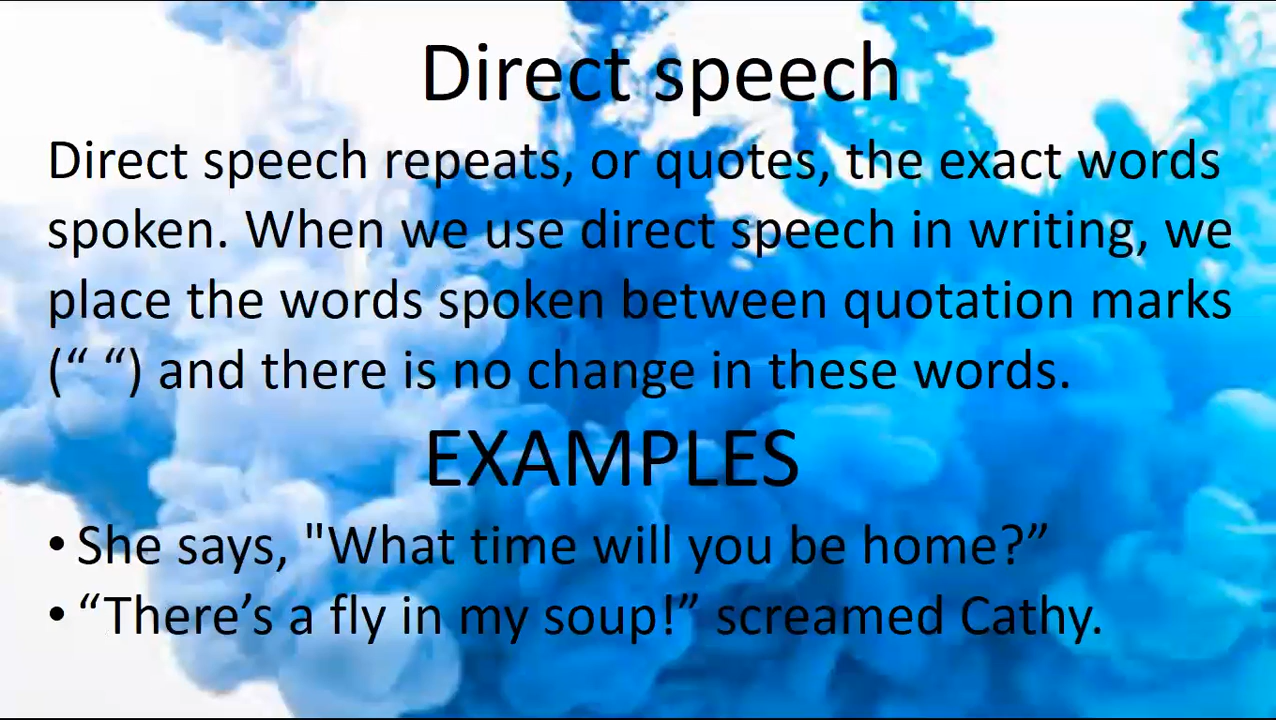 Direct speech
Direct speech repeats, or quotes, the exact words
spoken. When we use direct speech in writing, we
place the words spoken between quotation marks
(“ “) and there is no change in these words.
EXAMPLES
• She says, "What time will you be home?”
• “There’s a fly in my soup!” screamed Cathy.